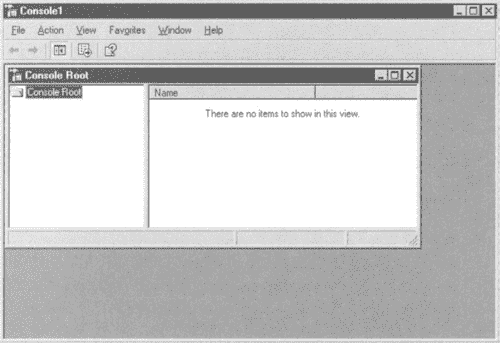 Console1
File Action View Favorites Window Help
Console Root
Console Root
Name
There are no items to show in this view.